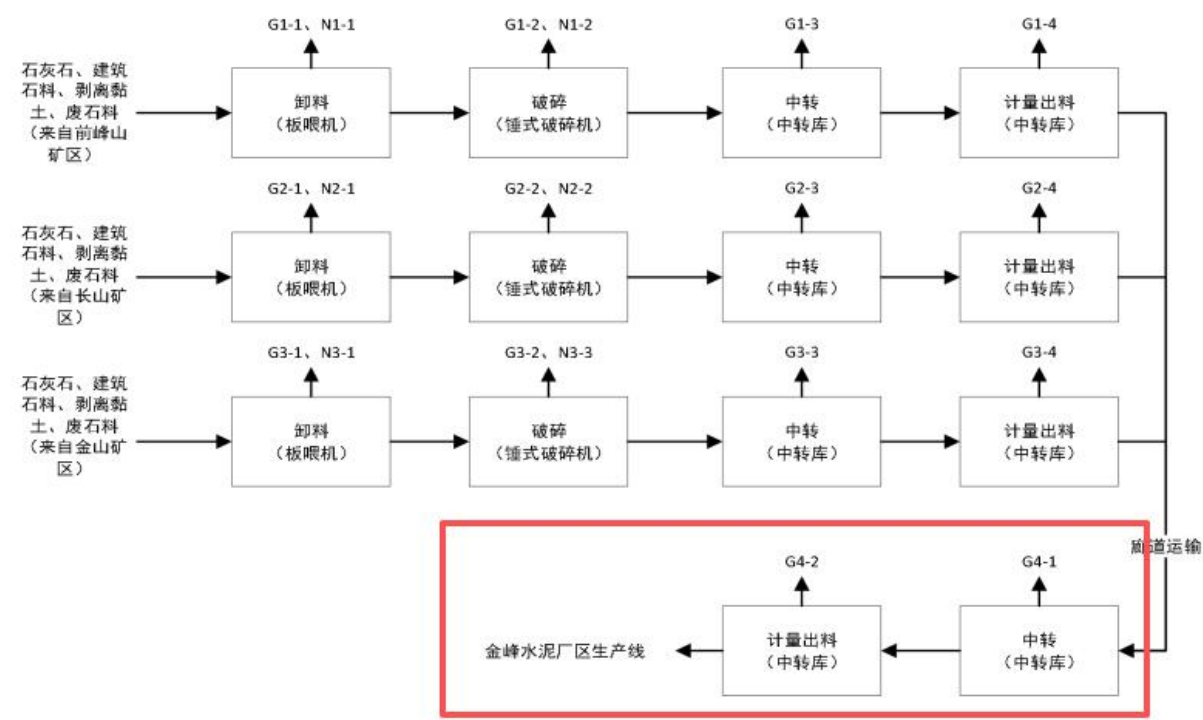 G1-1、N1-1
G1-2、N1-2
G1-3
G1-4
石灰石、建筑
石料、剥离黏
土、废石料
（来自前峰山
矿区）
卸料
（板喂机）
破碎
（锤式破碎机）
中转
（中转库）
计量出料
（中转库）
G2-1、N2-1
G2-2、N2-2
G2-3
G2-4
石灰石、建筑
石料、剥离黏
土、废石料
（来自长山矿
区）
卸料
（板喂机）
破碎
（锤式破碎机）
中转
（中转库）
计量出料
（中转库）
G3-1、N3-1
G3-2、N3-3
G3-3
G3-4
石灰石、建筑
石料、剥离黏
土、废石料
（来自金山矿
区）
卸料
（板喂机）
破碎
（锤式破碎机）
中转
（中转库）
计量出料
（中转库）
廊道运输
G4-2
G4-1
金峰水泥厂区生产线
计量出料
（中转库）
中转
（中转库）